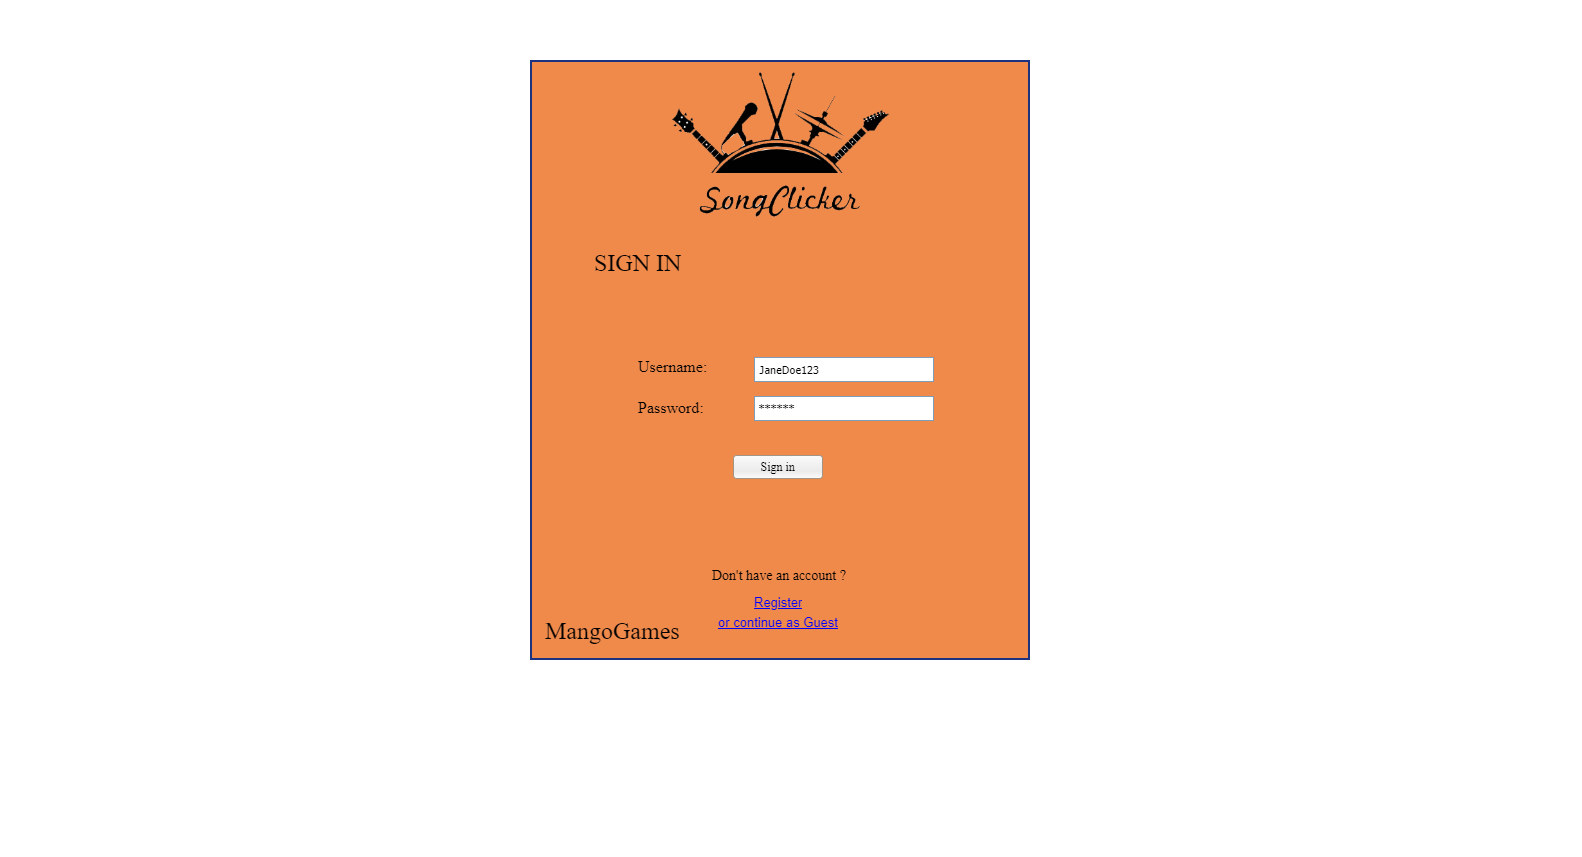 SongClicker
SIGN IN
Username: JaneDoe123
Password: ******
Sign in
Don't have an account ?
Register
or continue as Guest
MangoGames